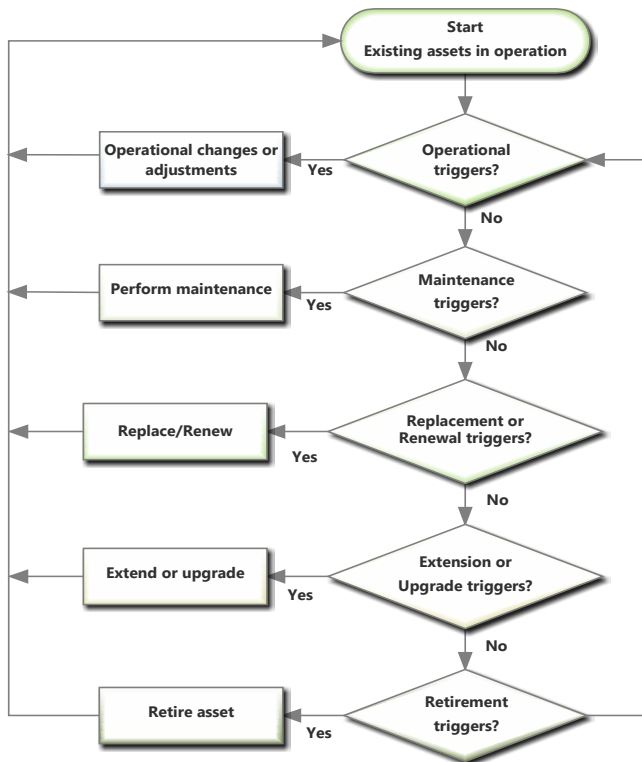 Start
Existing assets in operation
Operational changes or
adjustments
Yes
Operational
triggers?
No
Perform maintenance
Yes
Maintenance
triggers?
No
Replace/Renew
Yes
Replacement or
Renewal triggers?
No
Extend or upgrade
Yes
Extension or
Upgrade triggers?
No
Retire asset
Yes
Retirement
triggers?